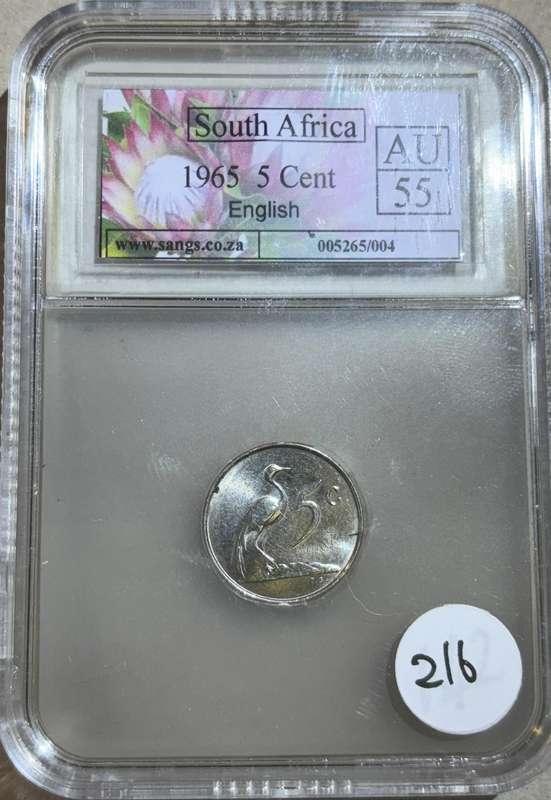 South Africa
AU
1965 5 Cent
55
English
www.sangs.co.za
005265/004
5c
216